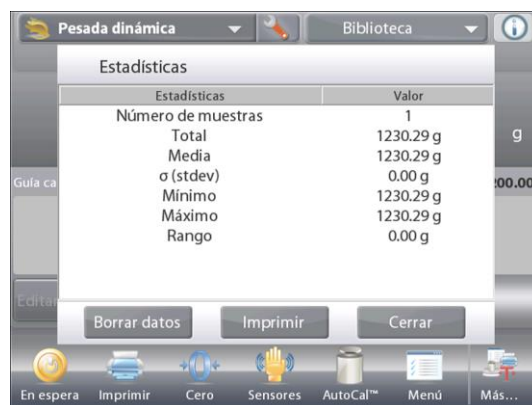 Pesada dinámica
Biblioteca
Estadísticas
Estadísticas Valor
Número de muestras 1
Total 1230.29 g
Media 1230.29 g
σ (stdev) 0.00 g
Mínimo 1230.29 g
Máximo 1230.29 g
Rango 0.00 g
g
Guía ca
200.00
Editar
Borrar datos Imprimir Cerrar
En espera Imprimir Cero Sensores AutoCal™ Menú Más...